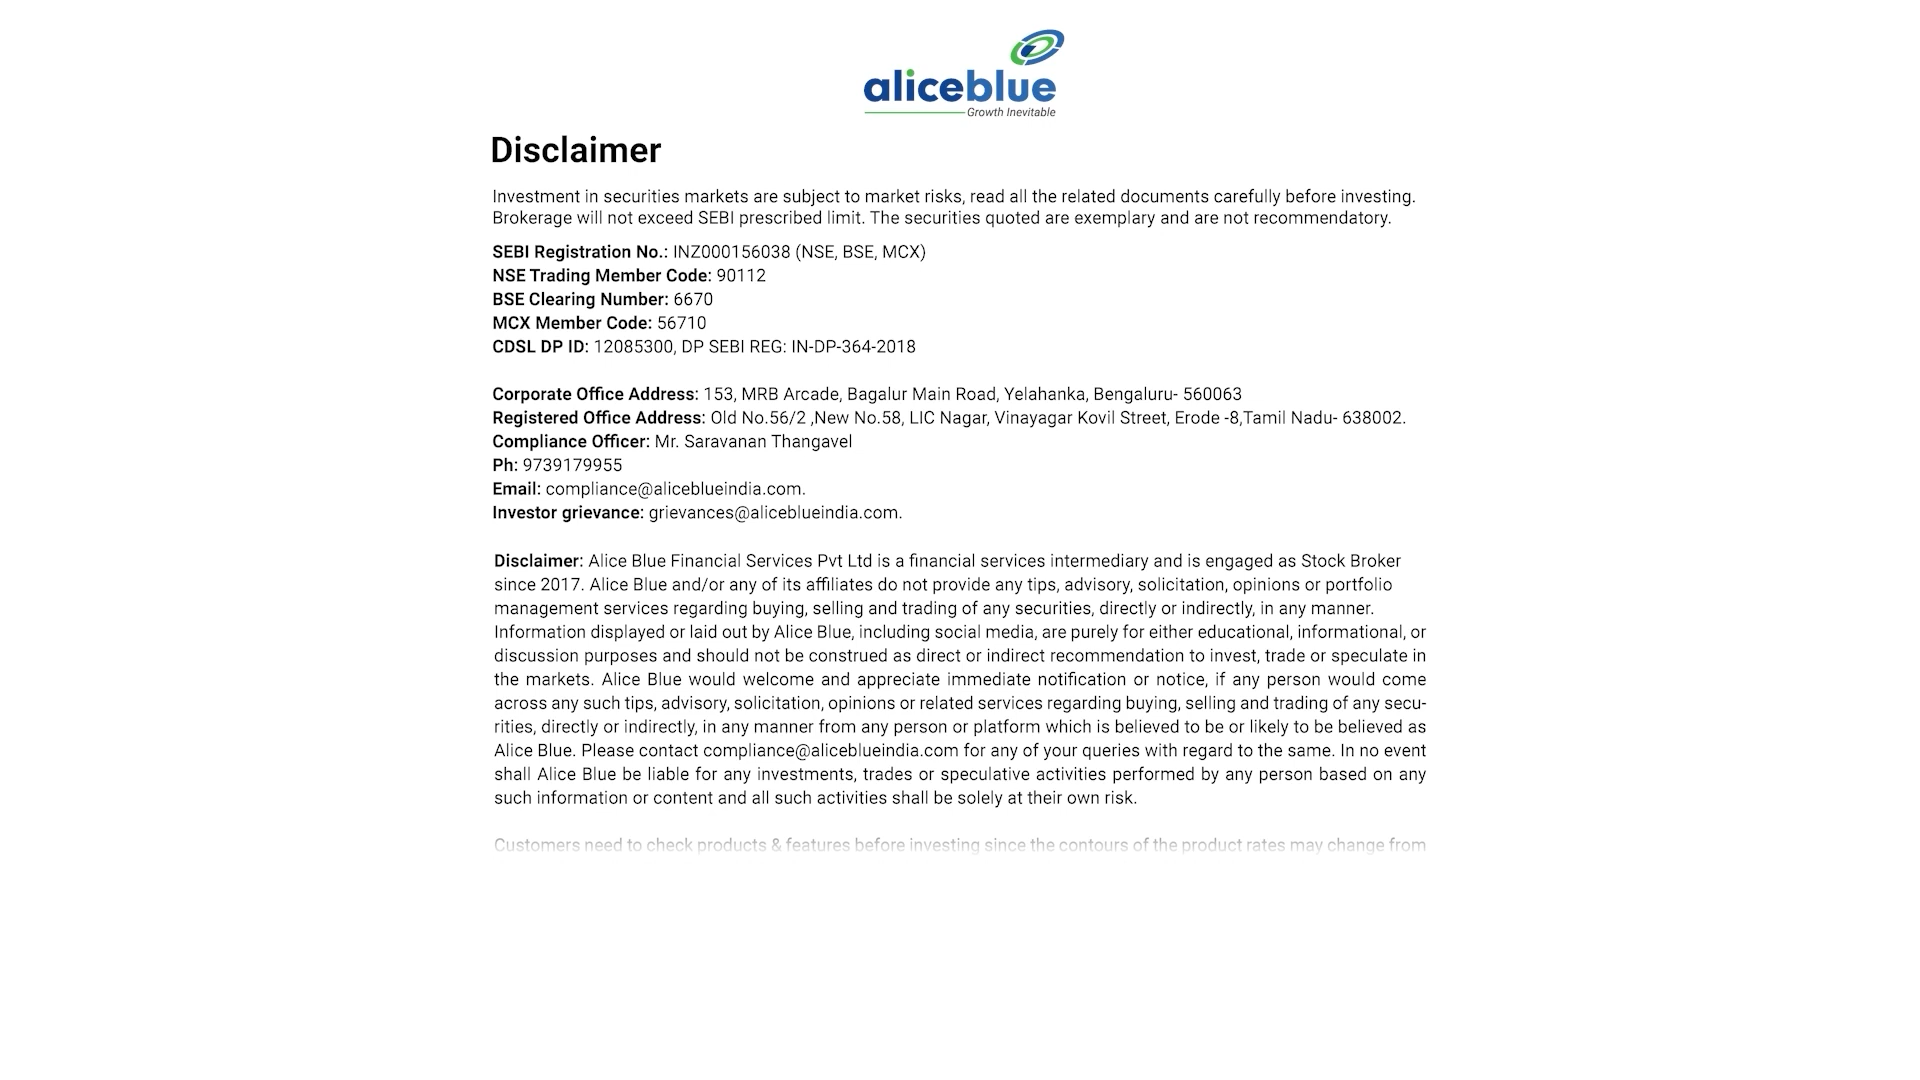 aliceblue
Growth Inevitable
Disclaimer
Investment in securities markets are subject to market risks, read all the related documents carefully before investing.
Brokerage will not exceed SEBI prescribed limit. The securities quoted are exemplary and are not recommendatory.
SEBI Registration No.: INZ000156038 (NSE, BSE, MCX)
NSE Trading Member Code: 90112
BSE Clearing Number: 6670
MCX Member Code: 56710
CDSL DP ID: 12085300, DP SEBI REG: IN-DP-364-2018
Corporate Office Address: 153, MRB Arcade, Bagalur Main Road, Yelahanka, Bengaluru- 560063
Registered Office Address: Old No.56/2 ,New No.58, LIC Nagar, Vinayagar Kovil Street, Erode -8,Tamil Nadu- 638002.
Compliance Officer: Mr. Saravanan Thangavel
Ph: 9739179955
Email: compliance@aliceblueindia.com.
Investor grievance: grievances@aliceblueindia.com.
Disclaimer: Alice Blue Financial Services Pvt Ltd is a financial services intermediary and is engaged as Stock Broker
since 2017. Alice Blue and/or any of its affiliates do not provide any tips, advisory, solicitation, opinions or portfolio
management services regarding buying, selling and trading of any securities, directly or indirectly, in any manner.
Information displayed or laid out by Alice Blue, including social media, are purely for either educational, informational, or
discussion purposes and should not be construed as direct or indirect recommendation to invest, trade or speculate in
the markets. Alice Blue would welcome and appreciate immediate notification or notice, if any person would come
across any such tips, advisory, solicitation, opinions or related services regarding buying, selling and trading of any secu-
rities, directly or indirectly, in any manner from any person or platform which is believed to be or likely to be believed as
Alice Blue. Please contact compliance@aliceblueindia.com for any of your queries with regard to the same. In no event
shall Alice Blue be liable for any investments, trades or speculative activities performed by any person based on any
such information or content and all such activities shall be solely at their own risk.
Customers need to check products & features before investing since the contours of the product rates may change from